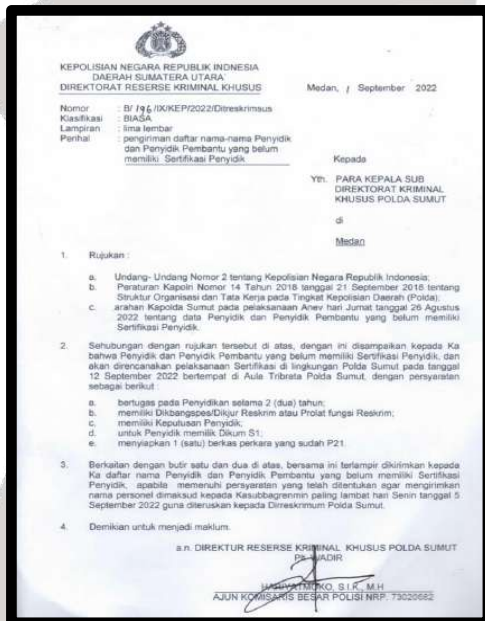 KEPOLISIAN NEGARA REPUBLIK INDNESIA
DAERAH SUMATERA UTARA
DIREKTORAT RESERSE KRIMINAL KHUSUS
Medan, 1 September 2022
Nomor : B/ 196 /IX/KEP/2022/Ditreskrimsus
Klasifikasi : BIASA
Lampiran : lima lembar
Perihal : pengiriman daftar nama-nama Penyidik
dan Penyidik Pembantu yang belum
memiliki Sertifikasi Penyidik
Kepada
Yth. PARA KEPALA SUB
DIREKTORAT KRIMINAL
KHUSUS POLDA SUMUT
di
Medan
1. Rujukan :
a. Undang- Undang Nomor 2 tentang Kepolisian Negara Republik Indonesia;
b. Peraturan Kapolri Nomor 14 Tahun 2018 tanggal 21 September 2018 tentang
Struktur Organisasi dan Tata Kerja pada Tingkat Kepolisian Daerah (Polda);
c. arahan Kapolda Sumut pada pelaksanaan Anev hari Jumat tanggal 26 Agustus
2022 tentang data Penyidik dan Penyidik Pembantu yang belum memiliki
Sertifikasi Penyidik.
2. Sehubungan dengan rujukan tersebut di atas, dengan ini disampaikan kepada Ka
bahwa Penyidik dan Penyidik Pembantu yang belum memiliki Sertifikasi Penyidik, dan
akan direncanakan pelaksanaan Sertifikasi di lingkungan Polda Sumut pada tanggal
12 September 2022 bertempat di Aula Tribrata Polda Sumut, dengan persyaratan
sebagai berikut :
a. bertugas pada Penyidikan selama 2 (dua) tahun;
b. memiliki Dikbangspes/Dikjur Reskrim atau Prolat fungsi Reskrim;
c. memiliki Keputusan Penyidik;
d. untuk Penyidik memilik Dikum S1;
e. menyiapkan 1 (satu) berkas perkara yang sudah P21.
3. Berkaitan dengan butir satu dan dua di atas, bersama ini terlampir dikirimkan kepada
Ka daftar nama Penyidik dan Penyidik Pembantu yang belum memiliki Sertifikasi
Penyidik, apabila memenuhi persyaratan yang telah ditentukan agar mengirimkan
nama personel dimaksud kepada Kasubbagrenmin paling lambat hari Senin tanggal 5
September 2022 guna diteruskan kepada Dirreskrimum Polda Sumut.
4. Demikian untuk menjadi maklum.
a.n. DIREKTUR RESERSE KRIMINAL KHUSUS POLDA SUMUT
WADIR
S.I.K., M.H
AJUN KOMISARIS BESAR POLISI NRP. 73020662